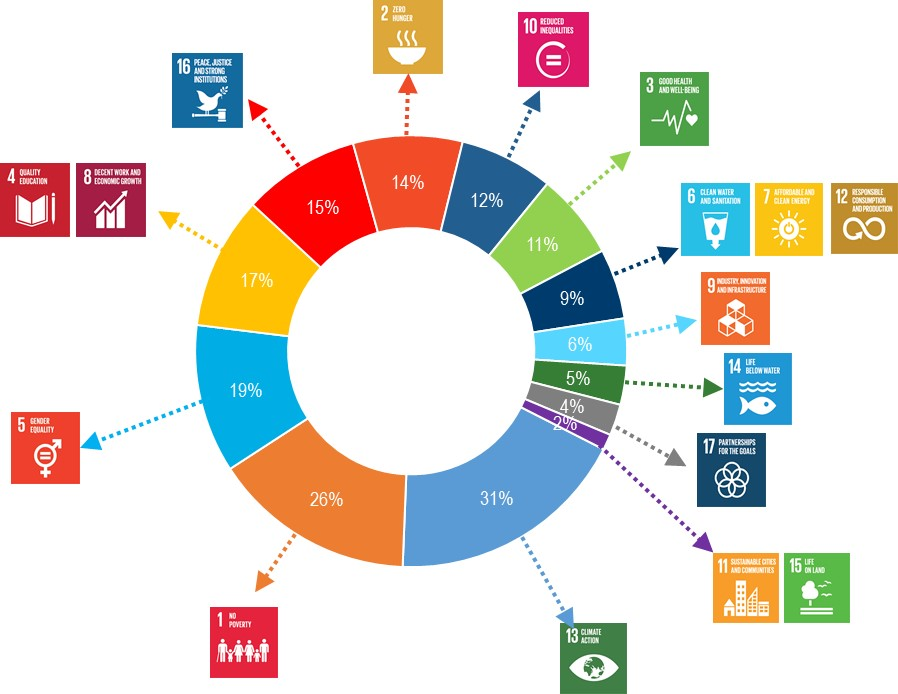 2 ZERO
HUNGER
10 REDUCED
INEQUALITIES
16 PEACE, JUSTICE
AND STRONG
INSTITUTIONS
3 GOOD HEALTH
AND WELL-BEING
4 QUALITY
EDUCATION
8 DECENT WORK AND
ECONOMIC GROWTH
6 CLEAN WATER
AND SANITATION
7 AFFORDABLE AND
CLEAN ENERGY
12 RESPONSIBLE
CONSUMPTION
AND PRODUCTION
9 INDUSTRY, INNOVATION
AND INFRASTRUCTURE
14 LIFE
BELOW WATER
5 GENDER
EQUALITY
17 PARTNERSHIPS
FOR THE GOALS
11 SUSTAINABLE CITIES
AND COMMUNITIES
15 LIFE
ON LAND
1 NO
POVERTY
13 CLIMATE
ACTION
14%
12%
15%
11%
17%
9%
6%
5%
19%
4%
2%
26%
31%